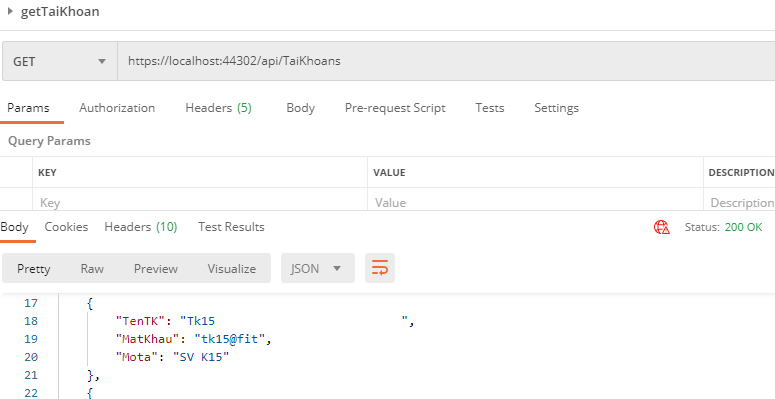 getTaiKhoan
GET https://localhost:44302/api/TaiKhoans
Params Authorization Headers (5) Body Pre-request Script Tests Settings
Query Params
KEY VALUE DESCRIPTION
Key Value Description
Body Cookies Headers (10) Test Results Status: 200 OK
Pretty Raw Preview Visualize JSON
17 {
18 "TenTK": "Tk15                         ",
19 "MatKhau": "tk15@fit",
20 "Mota": "SV K15"
21 },
22 {